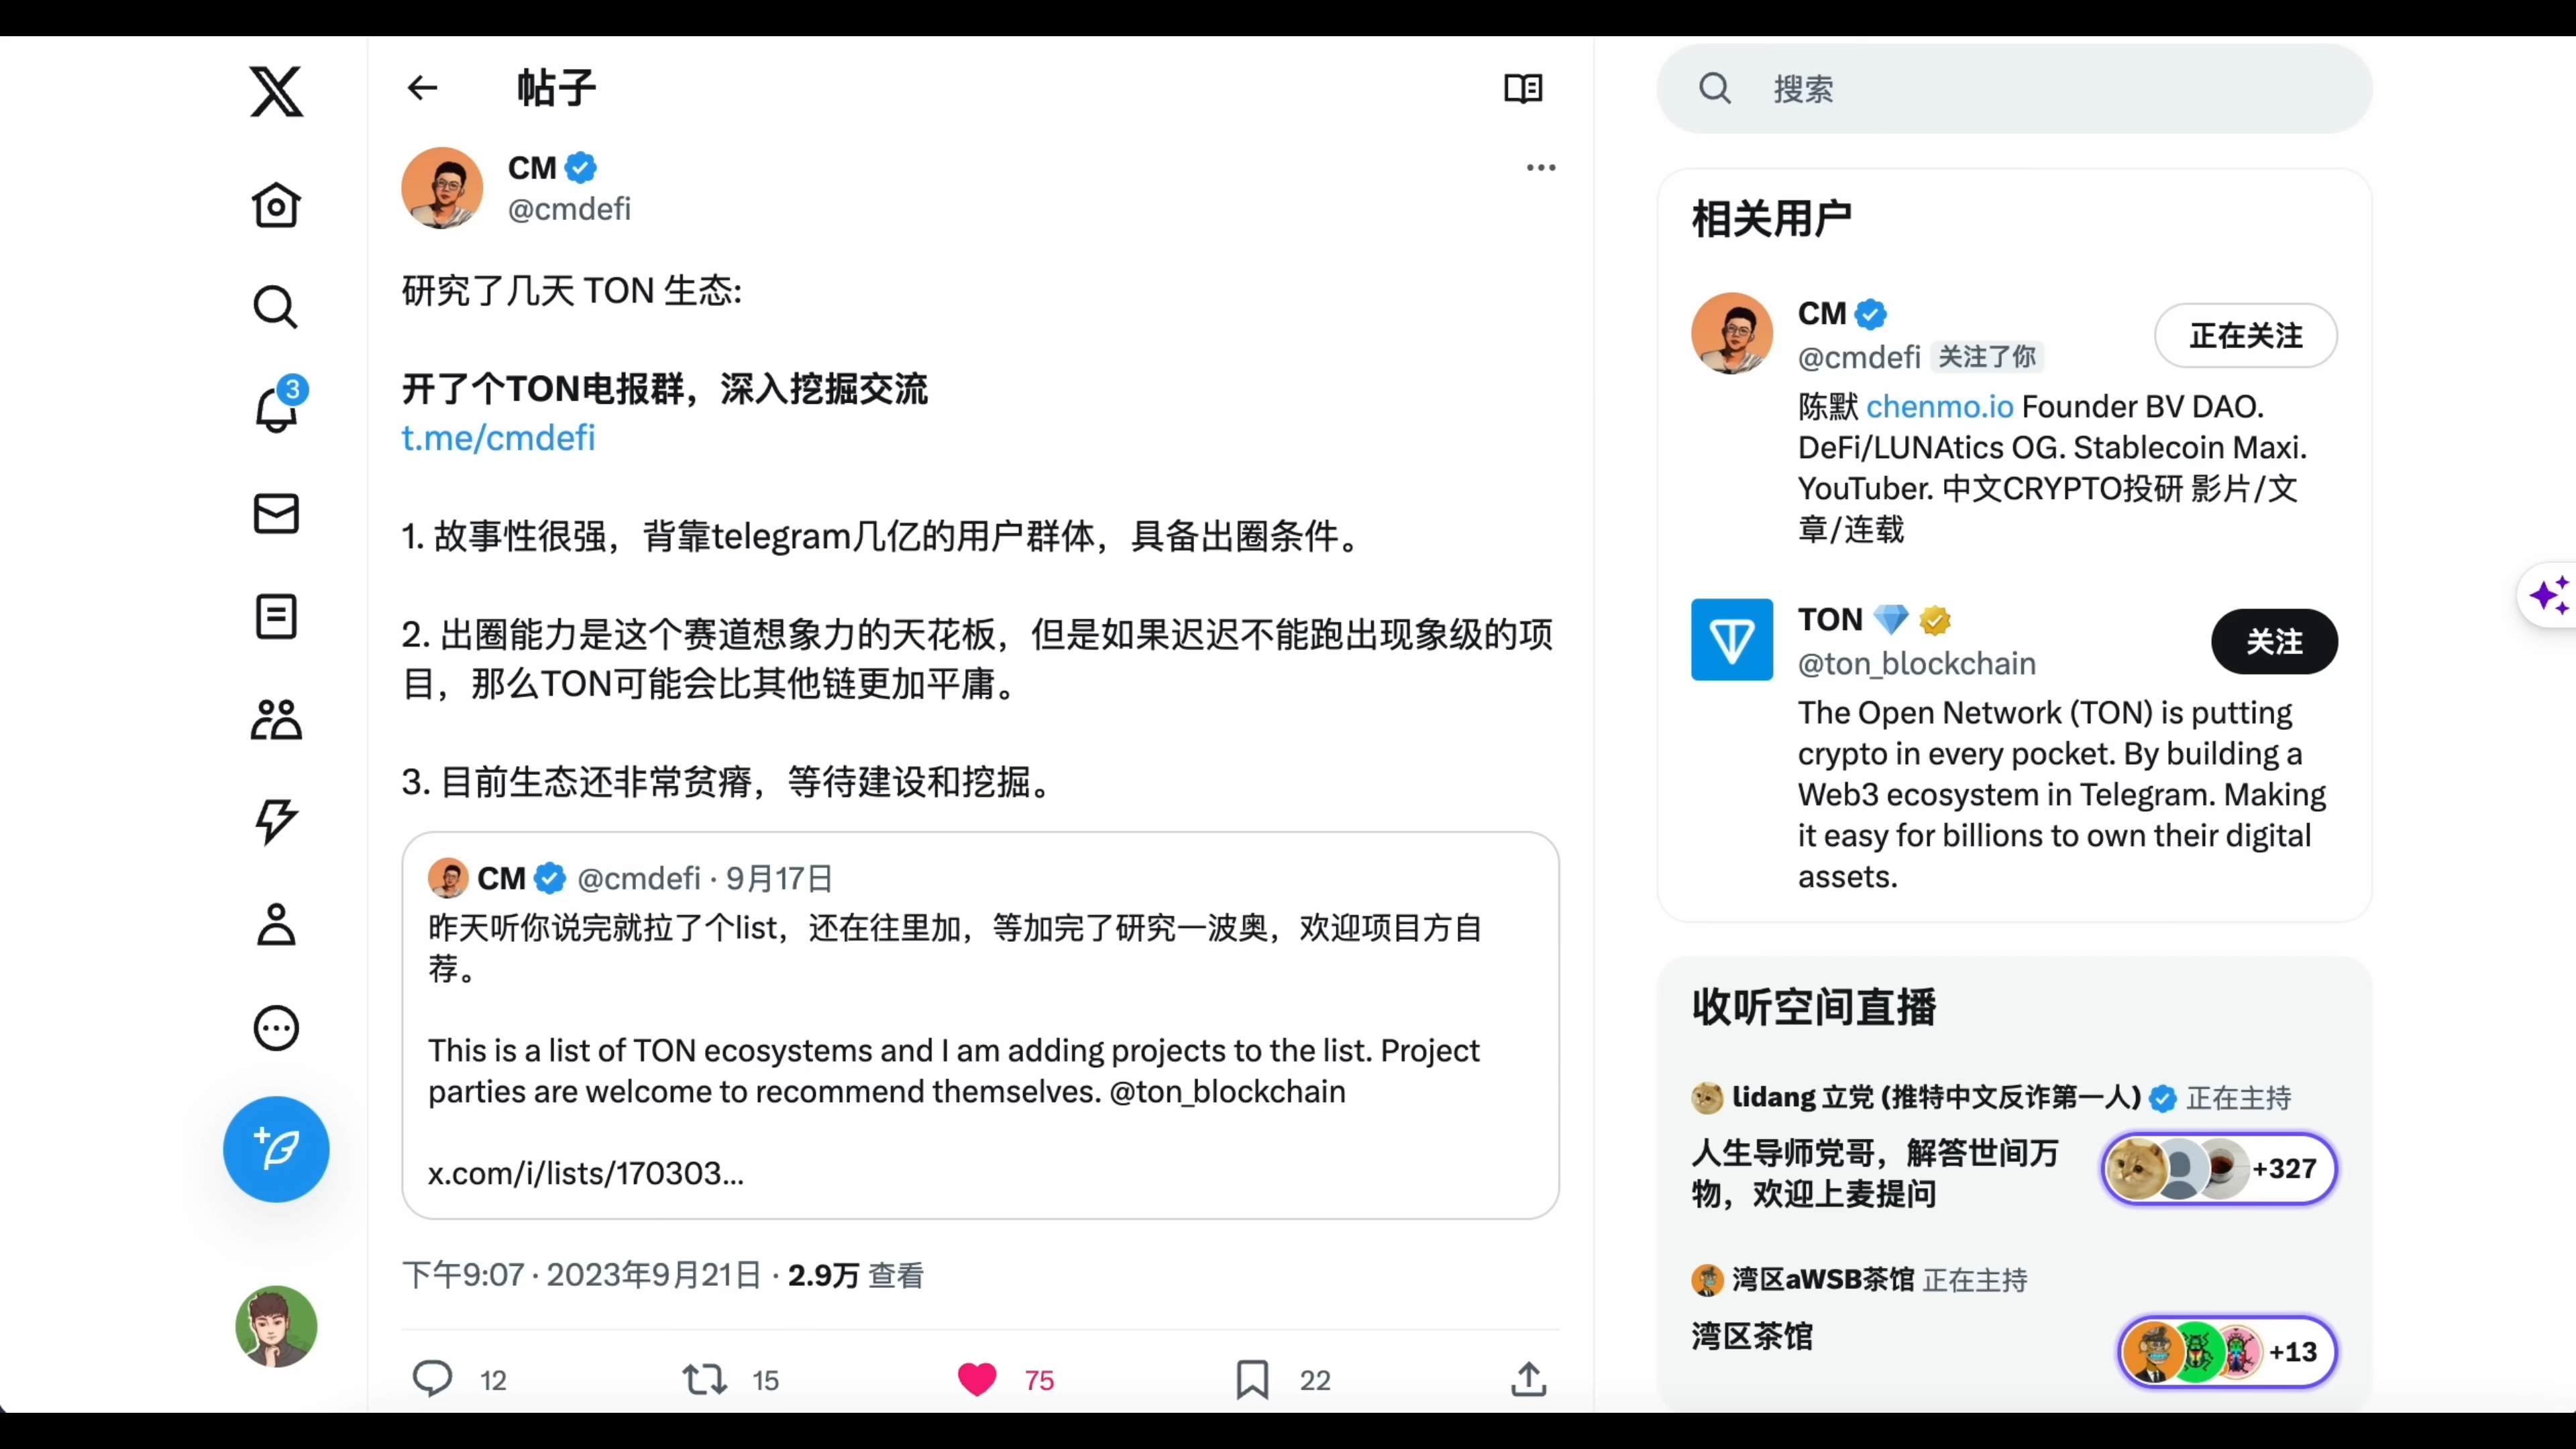 帖子
CM
@cmdefi
研究了几天 TON 生态:
开了个TON电报群，深入挖掘交流
t.me/cmdefi
1. 故事性很强，背靠telegram几亿的用户群体，具备出圈条件。
2. 出圈能力是这个赛道想象力的天花板，但是如果迟迟不能跑出现象级的项
目，那么TON可能会比其他链更加平庸。
3. 目前生态还非常贫瘠，等待建设和挖掘。
CM @cmdefi · 9月17日
昨天听你说完就拉了个list，还在往里加，等加完了研究一波奥，欢迎项目方自
荐。
This is a list of TON ecosystems and I am adding projects to the list. Project
parties are welcome to recommend themselves. @ton_blockchain
x.com/i/lists/170303...
下午9:07 · 2023年9月21日 · 2.9万 查看
12 15 75 22
3
搜索
相关用户
CM
@cmdefi 关注了你
正在关注
陈默 chenmo.io Founder BV DAO.
DeFi/LUNAtics OG. Stablecoin Maxi.
YouTuber. 中文CRYPTO投研 影片/文
章/连载
TON
@ton_blockchain
关注
The Open Network (TON) is putting
crypto in every pocket. By building a
Web3 ecosystem in Telegram. Making
it easy for billions to own their digital
assets.
收听空间直播
lidang 立党 (推特中文反诈第一人) 正在主持
人生导师党哥，解答世间万
物，欢迎上麦提问
+327
湾区aWSB茶馆 正在主持
湾区茶馆
+13